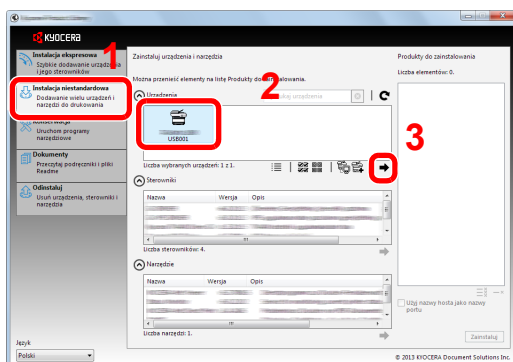 KYOCERA
Instalacja ekspresowa
Szybkie dodawanie urządzenia
i jego sterowników
1
Instalacja niestandardowa
Dodawanie wielu urządzeń i
narzędzi do drukowania
Konserwacja
Uruchom programy
narzędziowe
Dokumenty
Przeczytaj podręczniki i pliki
Readme
Odinstaluj
Usuń urządzenia, sterowniki i
narzędzia
Język
Polski
Zainstaluj urządzenia i narzędzia
Można przenieść elementy na listę Produkty do zainstalowania.
2
Urządzenia
urządzenie
USB001
Liczba wybranych urządzeń: 1 z 1.
3
Sterowniki
Nazwa Wersja Opis
Liczba sterowników: 4.
Narzędzie
Nazwa Wersja Opis
Liczba narzędzi: 1.
Produkty do zainstalowania
Liczba elementów: 0.
Użyj nazwy hosta jako nazwy
portu
Zainstaluj
© 2013 KYOCERA Document Solutions Inc.